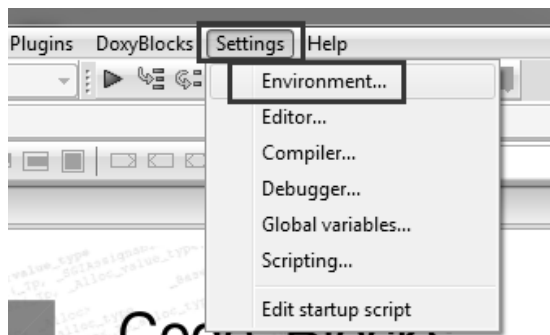 Plugins DoxyBlocks Settings Help
Environment...
Editor...
Compiler...
Debugger...
Global variables...
Scripting...
Edit startup script